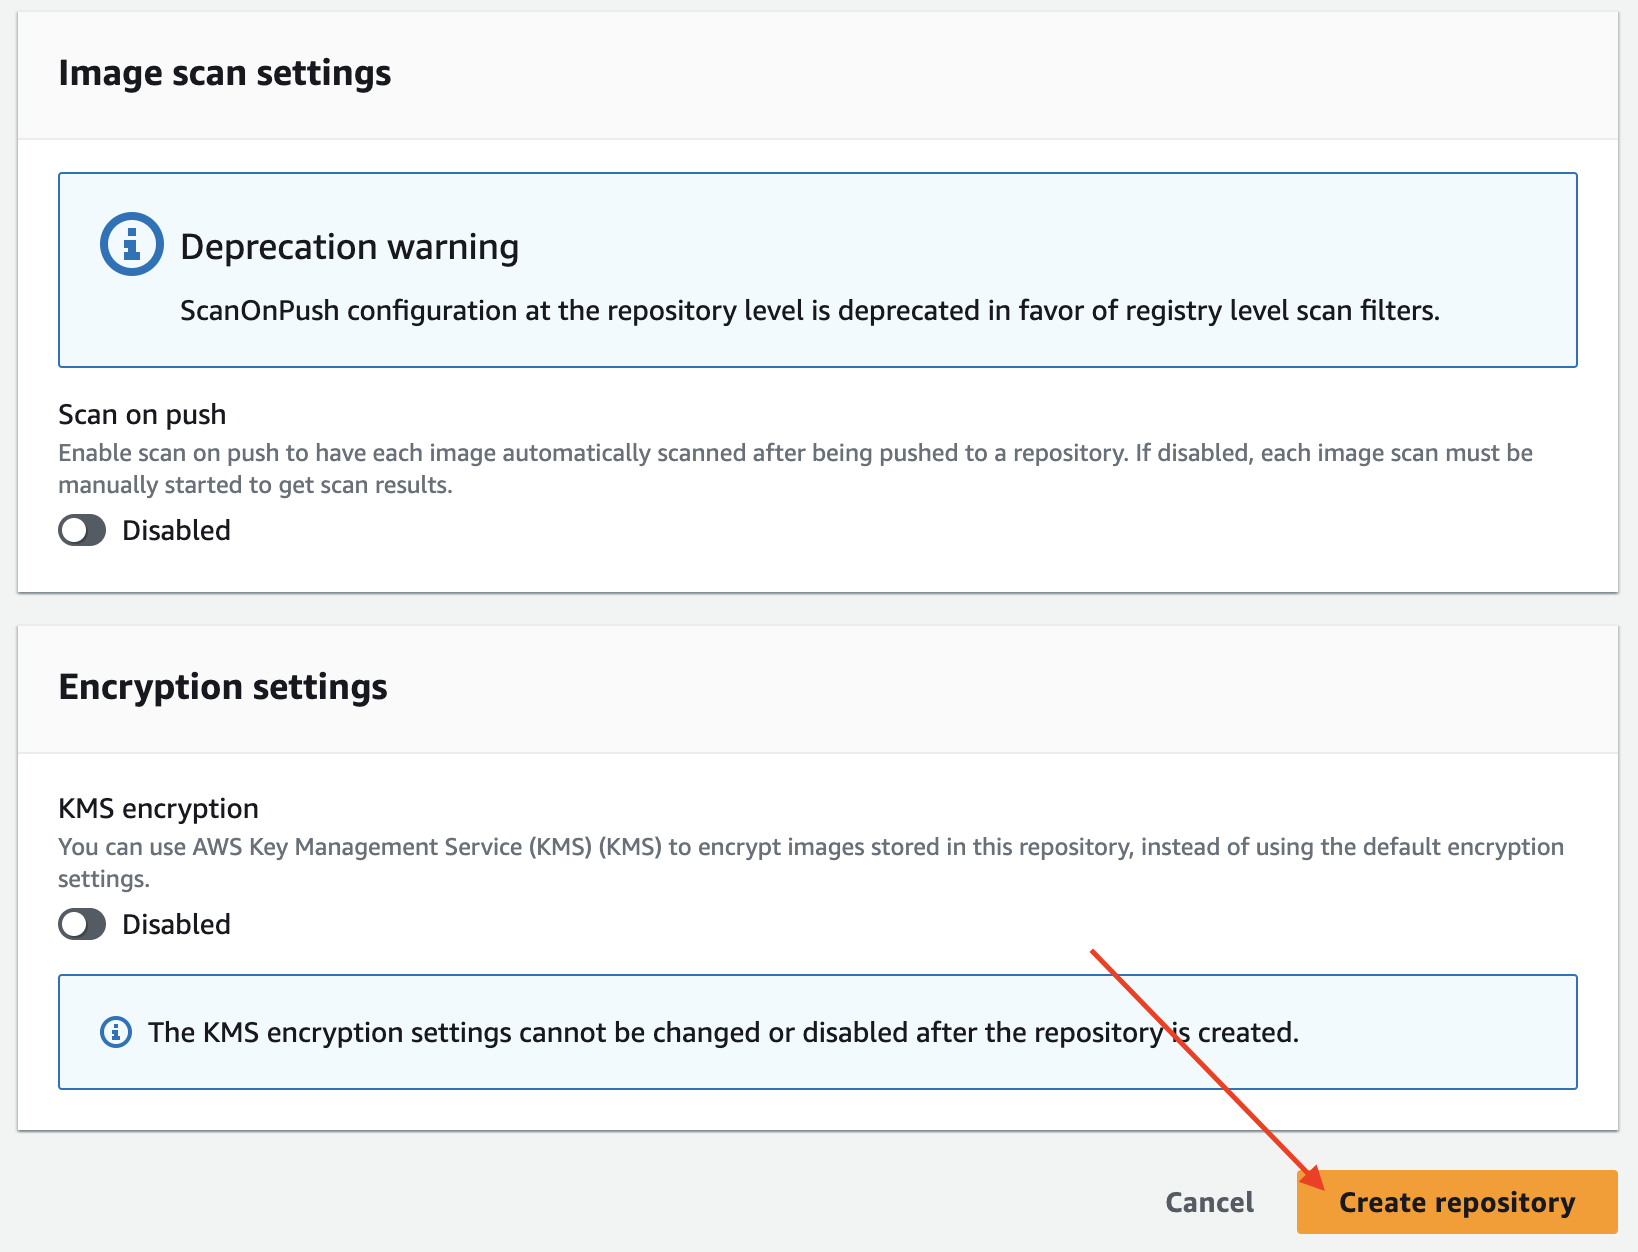 Image scan settings
Deprecation warning
ScanOnPush configuration at the repository level is deprecated in favor of registry level scan filters.
Scan on push
Enable scan on push to have each image automatically scanned after being pushed to a repository. If disabled, each image scan must be
manually started to get scan results.
Disabled
Encryption settings
KMS encryption
You can use AWS Key Management Service (KMS) (KMS) to encrypt images stored in this repository, instead of using the default encryption
settings.
Disabled
The KMS encryption settings cannot be changed or disabled after the repository is created.
Cancel
Create repository